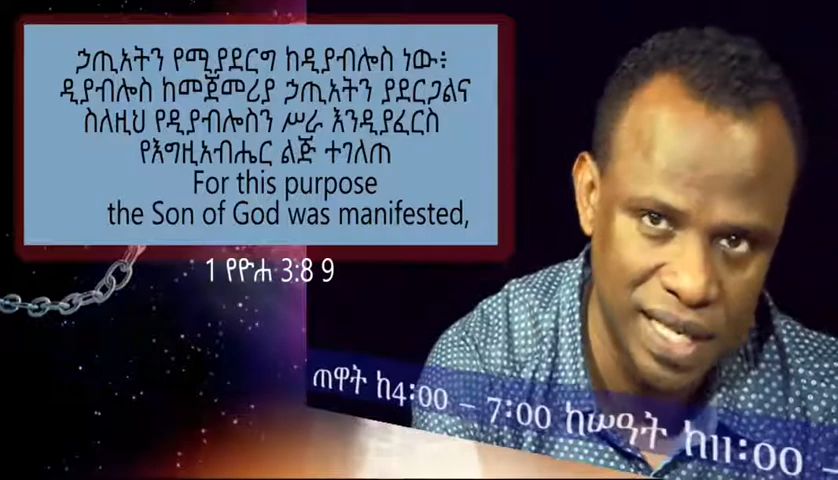 ኃጢአትን የሚያደርግ ከዲያብሎስ ነው፥
ዲያብሎስ ከመጀመሪያ ኃጢአትን ያደርጋልና
ስለዚህ የዲያብሎስን ሥራ እንዲያፈርስ
የእግዚአብሔር ልጅ ተገለጠ
For this purpose
the Son of God was manifested,
1 የዮሐ 3:8 9
ጠዋት ከ4፡00 – 7፡00 ከሠዓት ከ11፡00 –